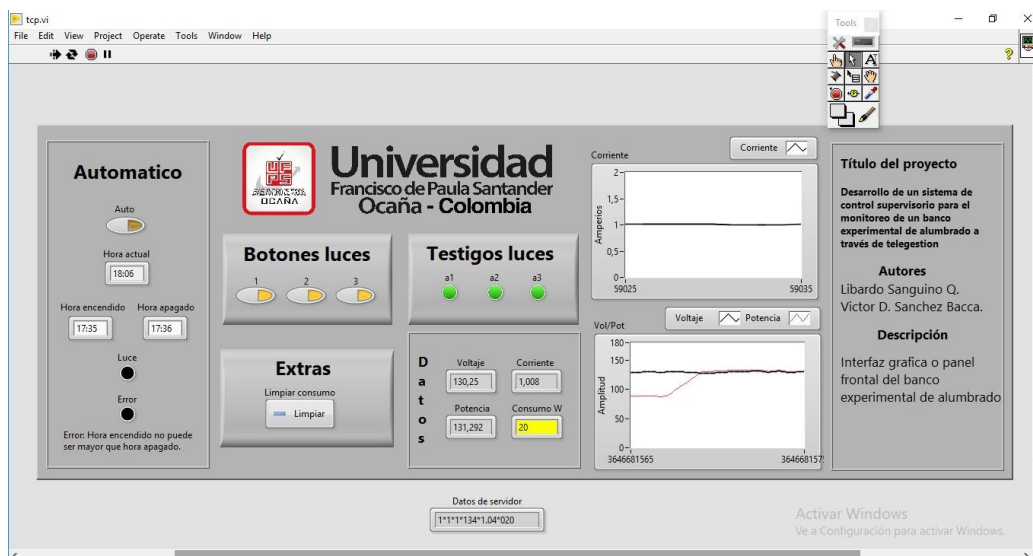 tcp.vi
File Edit View Project Operate Tools Window Help
Tools
Automatico
Auto
Hora actual
18:06
Hora encendido Hora apagado
17:35 17:36
Luce
Error
Error: Hora encendido no puede
ser mayor que hora apagado.
UFPS
OCAÑA
Universidad
Francisco de Paula Santander
Ocaña - Colombia
Botones luces
1 2 3
Testigos luces
a1 a2 a3
Extras
Limpiar consumo
Limpiar
Datos
Voltaje Corriente
130,25 1,008
Potencia Consumo W
131,292 20
Corriente
Corriente
Amperios
2
1,5
1
0,5
0
59025 59035
Vol/Pot
Voltaje Potencia
Amplitud
180
150
100
50
0
3646681565 364668157
Título del proyecto
Desarrollo de un sistema de
control supervisorio para el
monitoreo de un banco
experimental de alumbrado a
través de telegestion
Autores
Libardo Sanguino Q.
Victor D. Sanchez Bacca.
Descripción
Interfaz grafica o panel
frontal del banco
experimental de alumbrado
Datos de servidor
1*1*1*134*1.04*020
Activar Windows
Ve a Configuración para activar Windows.